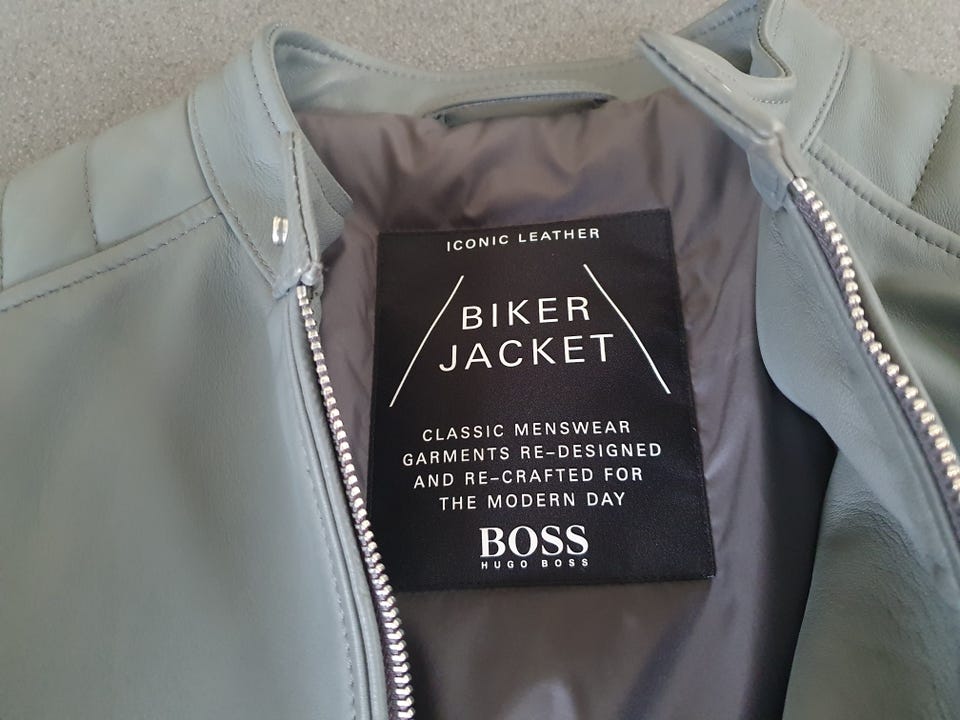 ICONIC LEATHER
BIKER
JACKET
CLASSIC MENSWEAR
GARMENTS RE-DESIGNED
AND RE-CRAFTED FOR
THE MODERN DAY
BOSS
HUGO BOSS